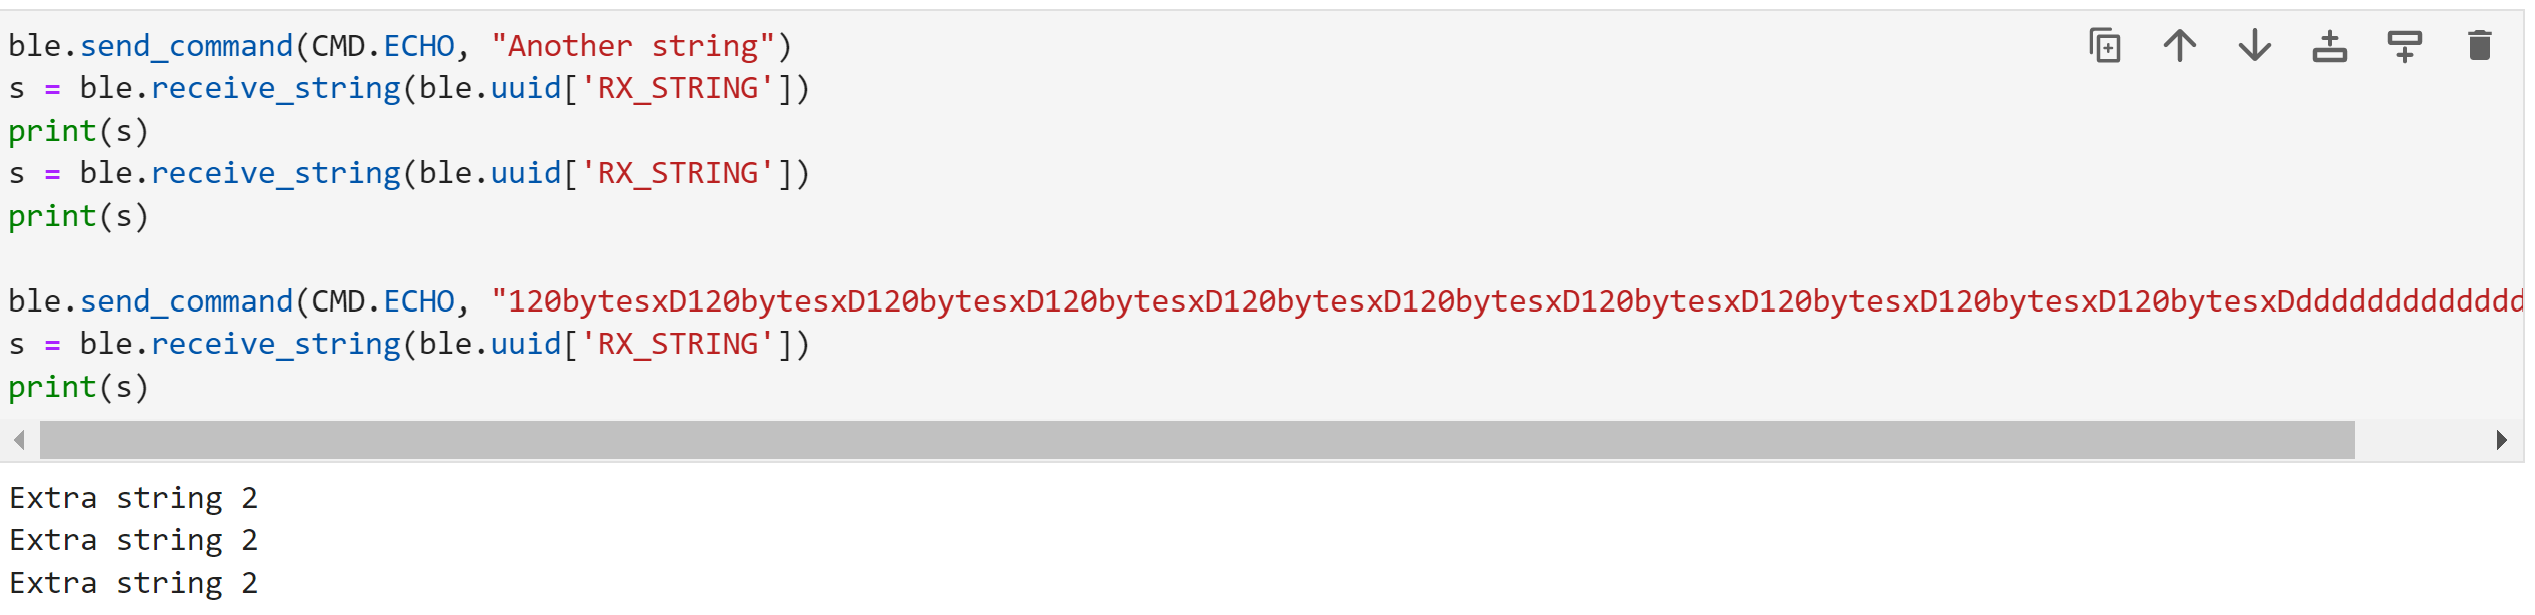 ble.send_command(CMD.ECHO, "Another string")
s = ble.receive_string(ble.uuid['RX_STRING'])
print(s)
s = ble.receive_string(ble.uuid['RX_STRING'])
print(s)
ble.send_command(CMD.ECHO, "120bytesxD120bytesxD120bytesxD120bytesxD120bytesxD120bytesxD120bytesxD120bytesxD120bytesxD120bytesxDddddddddddddd
s = ble.receive_string(ble.uuid['RX_STRING'])
print(s)
Extra string 2
Extra string 2
Extra string 2